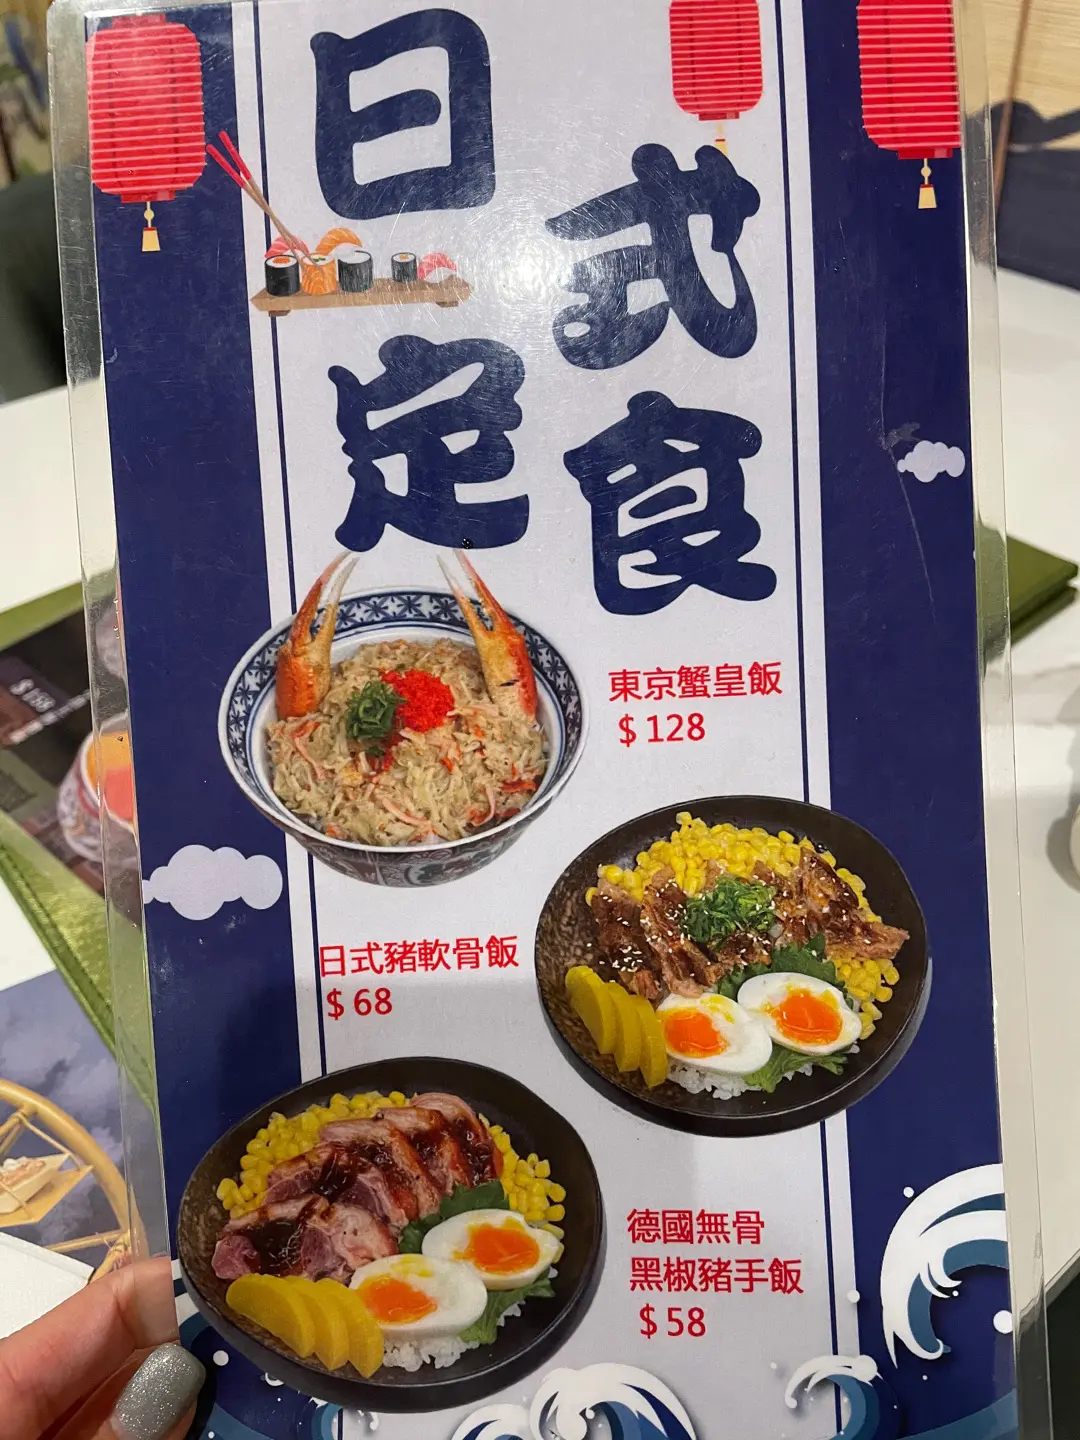 日式
定食
東京蟹皇飯
$128
日式豬軟骨飯
$68
德國無骨
黑椒豬手飯
$58